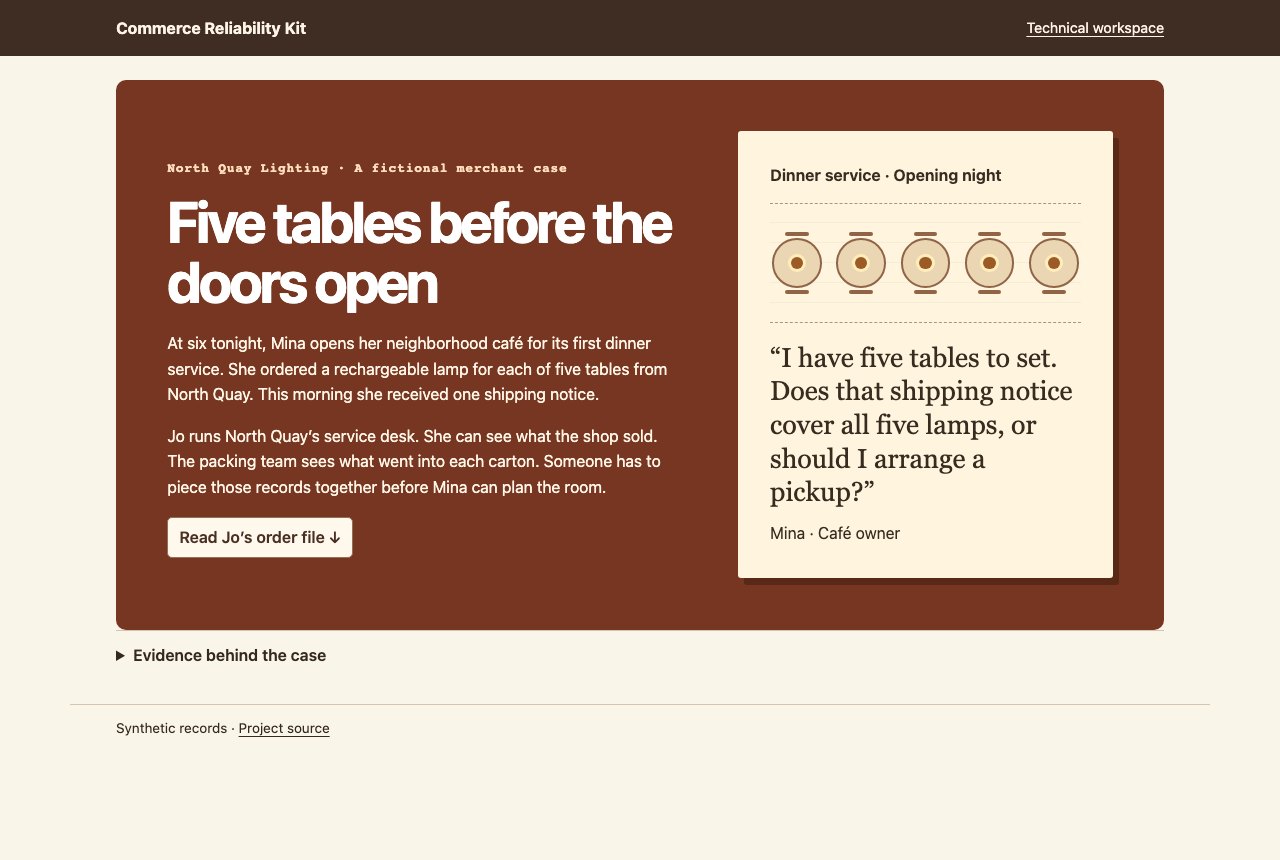 Commerce Reliability Kit
Technical workspace
North Quay Lighting · A fictional merchant case
Five tables before the
doors open
At six tonight, Mina opens her neighborhood café for its first dinner
service. She ordered a rechargeable lamp for each of five tables from
North Quay. This morning she received one shipping notice.
Jo runs North Quay’s service desk. She can see what the shop sold.
The packing team sees what went into each carton. Someone has to
piece those records together before Mina can plan the room.
Read Jo’s order file ↓
Dinner service · Opening night
“I have five tables to set.
Does that shipping notice
cover all five lamps, or
should I arrange a
pickup?”
Mina · Café owner
Evidence behind the case
Synthetic records · Project source